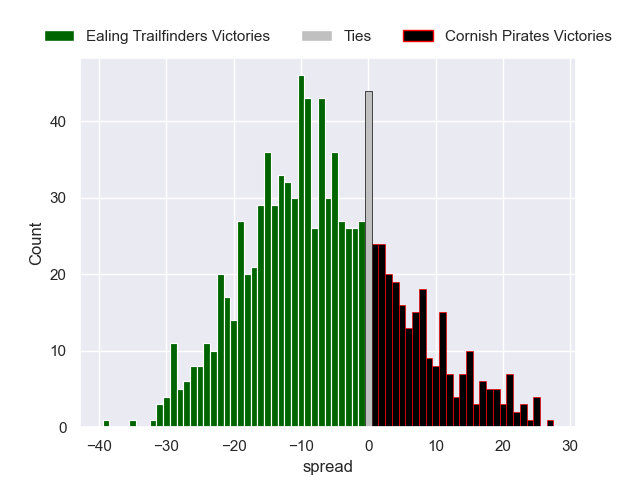 Ealing Trailfinders Victories Ties Cornish Pirates Victories
40
30
20
10
0
Count
−40 −30 −20 −10 0 10 20 30
spread